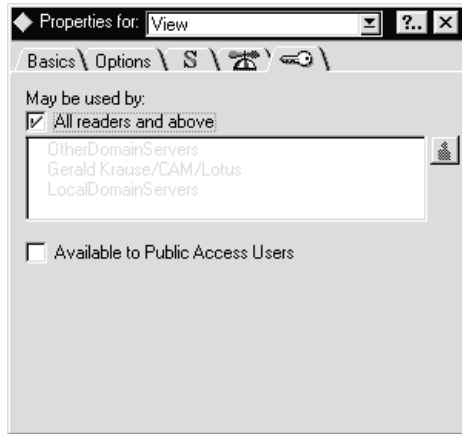 Properties for: View ?..
Basics Options S
May be used by:
All readers and above
OtherDomainServers
Gerald Krause/CAM/Lotus
LocalDomainServers
Available to Public Access Users